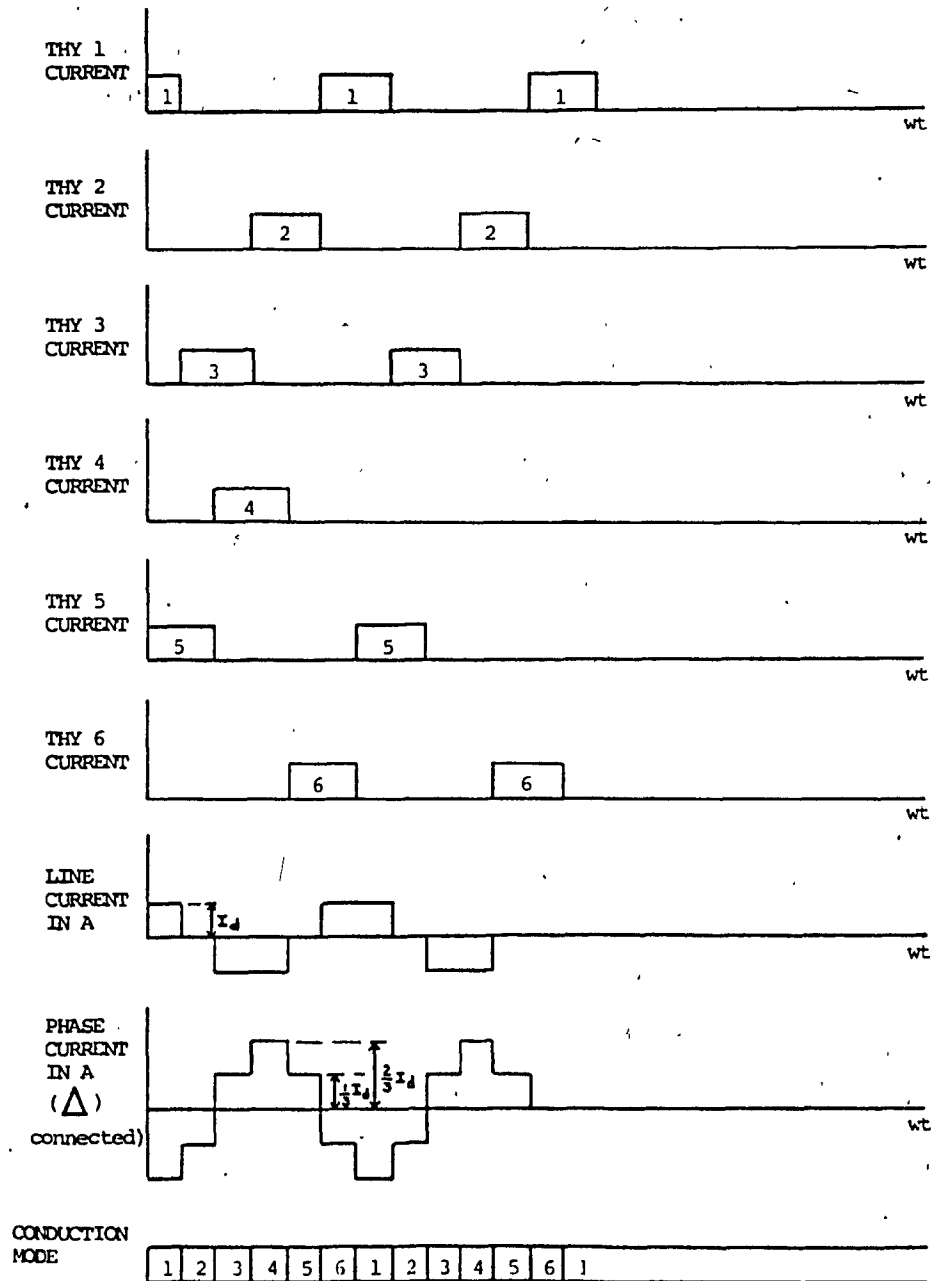 THY 1
CURRENT
1 1 1
wt
THY 2
CURRENT
2 2
wt
THY 3
CURRENT
3 3
wt
THY 4
CURRENT
4
wt
THY 5
CURRENT
5 5
wt
THY 6
CURRENT
6 6
wt
LINE
CURRENT
IN A
I_d
wt
PHASE
CURRENT
IN A
(Δ)
connected)
1/3 I_d 2/3 I_d
wt
CONDUCTION
MODE
1 2 3 4 5 6 1 2 3 4 5 6 1